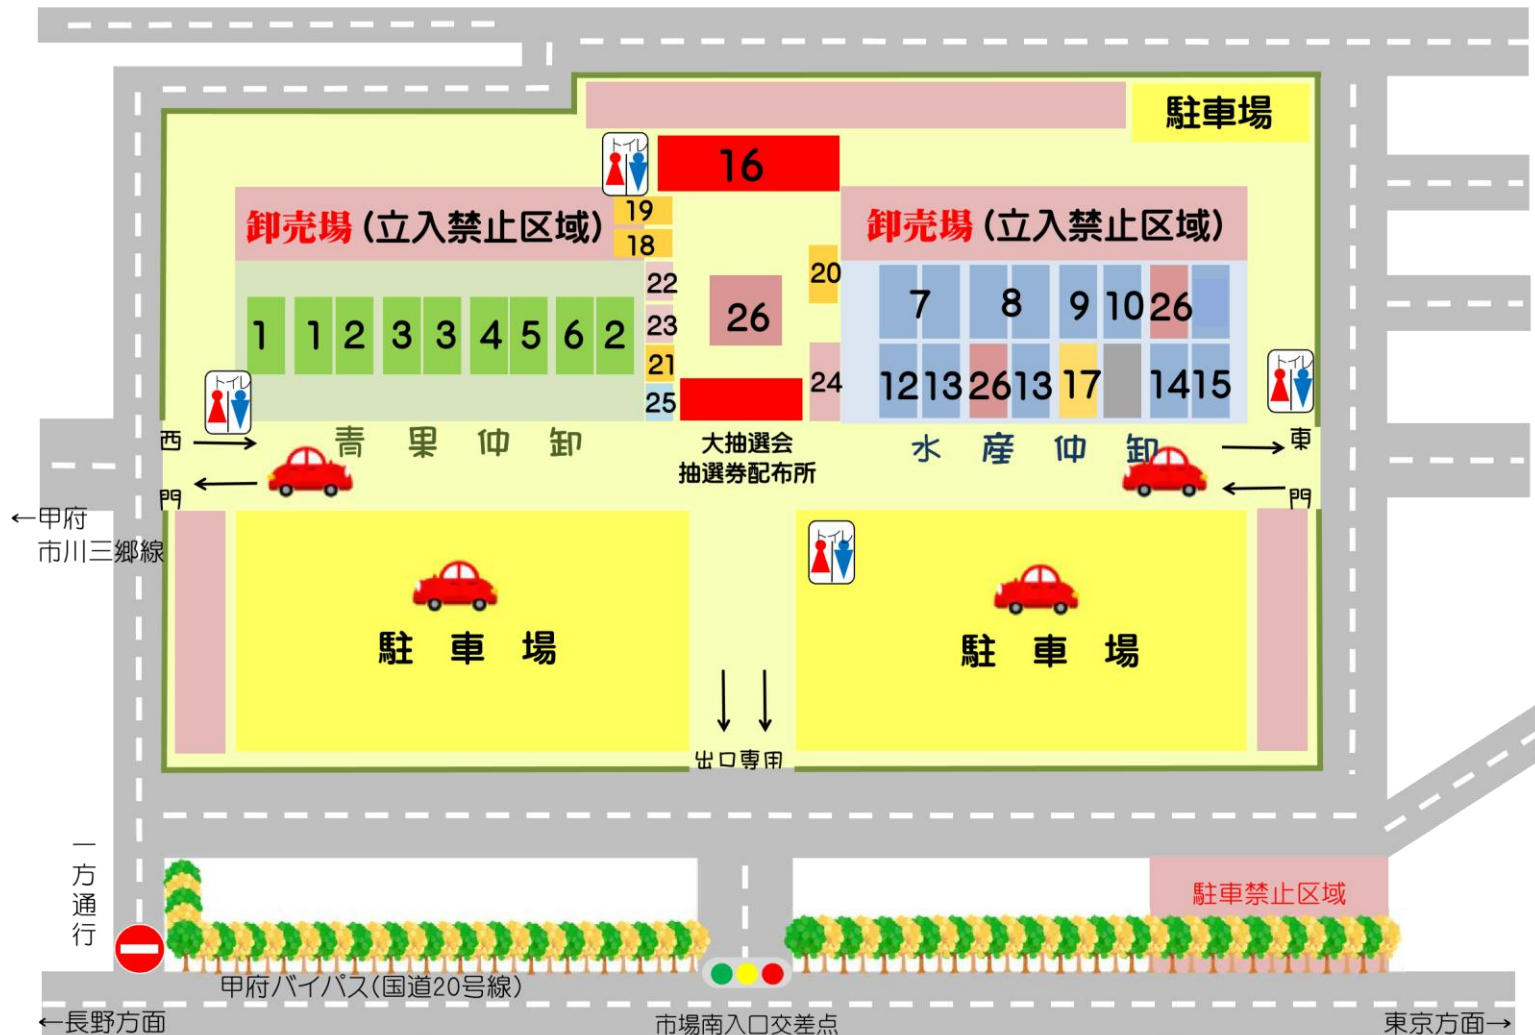 駐車場
トイレ
16
卸売場(立入禁止区域)
19
18
卸売場(立入禁止区域)
22
20
26
7
8
9
10
26
1
1
2
3
3
4
5
6
2
23
21
25
24
12
13
26
13
17
14
15
トイレ
トイレ
西
門
青果仲卸
大抽選会
抽選券配布所
水産仲卸
東
門
←甲府
市川三郷線
トイレ
駐車場
駐車場
出口専用
一方通行
駐車禁止区域
甲府バイパス(国道20号線)
←長野方面
市場南入口交差点
東京方面→